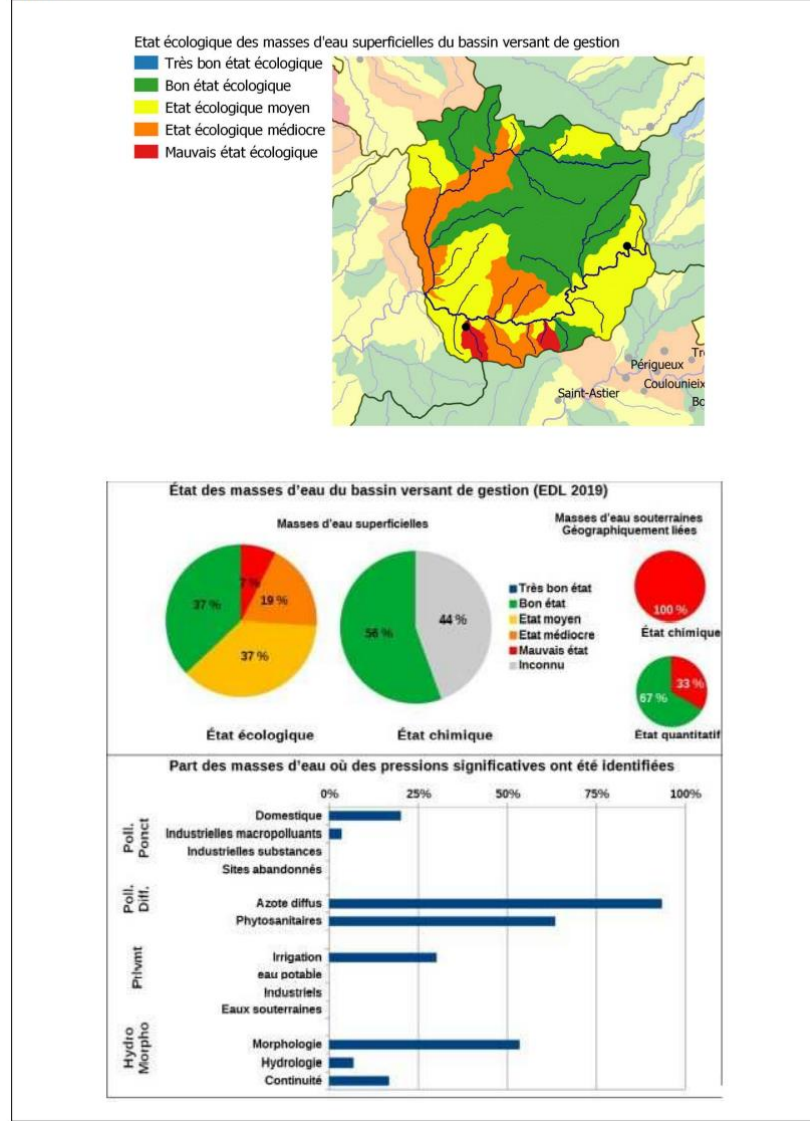 Etat écologique des masses d'eau superficielles du bassin versant de gestion
Très bon état écologique
Bon état écologique
Etat écologique moyen
Etat écologique médiocre
Mauvais état écologique
Périgueux
Coulounieix
Saint-Astier
État des masses d'eau du bassin versant de gestion (EDL 2019)
Masses d'eau superficielles
Masses d'eau souterraines
Géographiquement liées
7 %
37 %
19 %
37 %
56 %
44 %
Très bon état
Bon état
Etat moyen
Etat médiocre
Mauvais état
Inconnu
100 %
État chimique
67 %
33 %
État quantitatif
État écologique
État chimique
Part des masses d'eau où des pressions significatives ont été identifiées
0%
25%
50%
75%
100%
Poll.
Ponct
Domestique
Industrielles macropolluants
Industrielles substances
Sites abandonnés
Poll.
Diff.
Azote diffus
Phytosanitaires
Prlvmt
Irrigation
eau potable
Industriels
Eaux souterraines
Hydro
Morpho
Morphologie
Hydrologie
Continuité